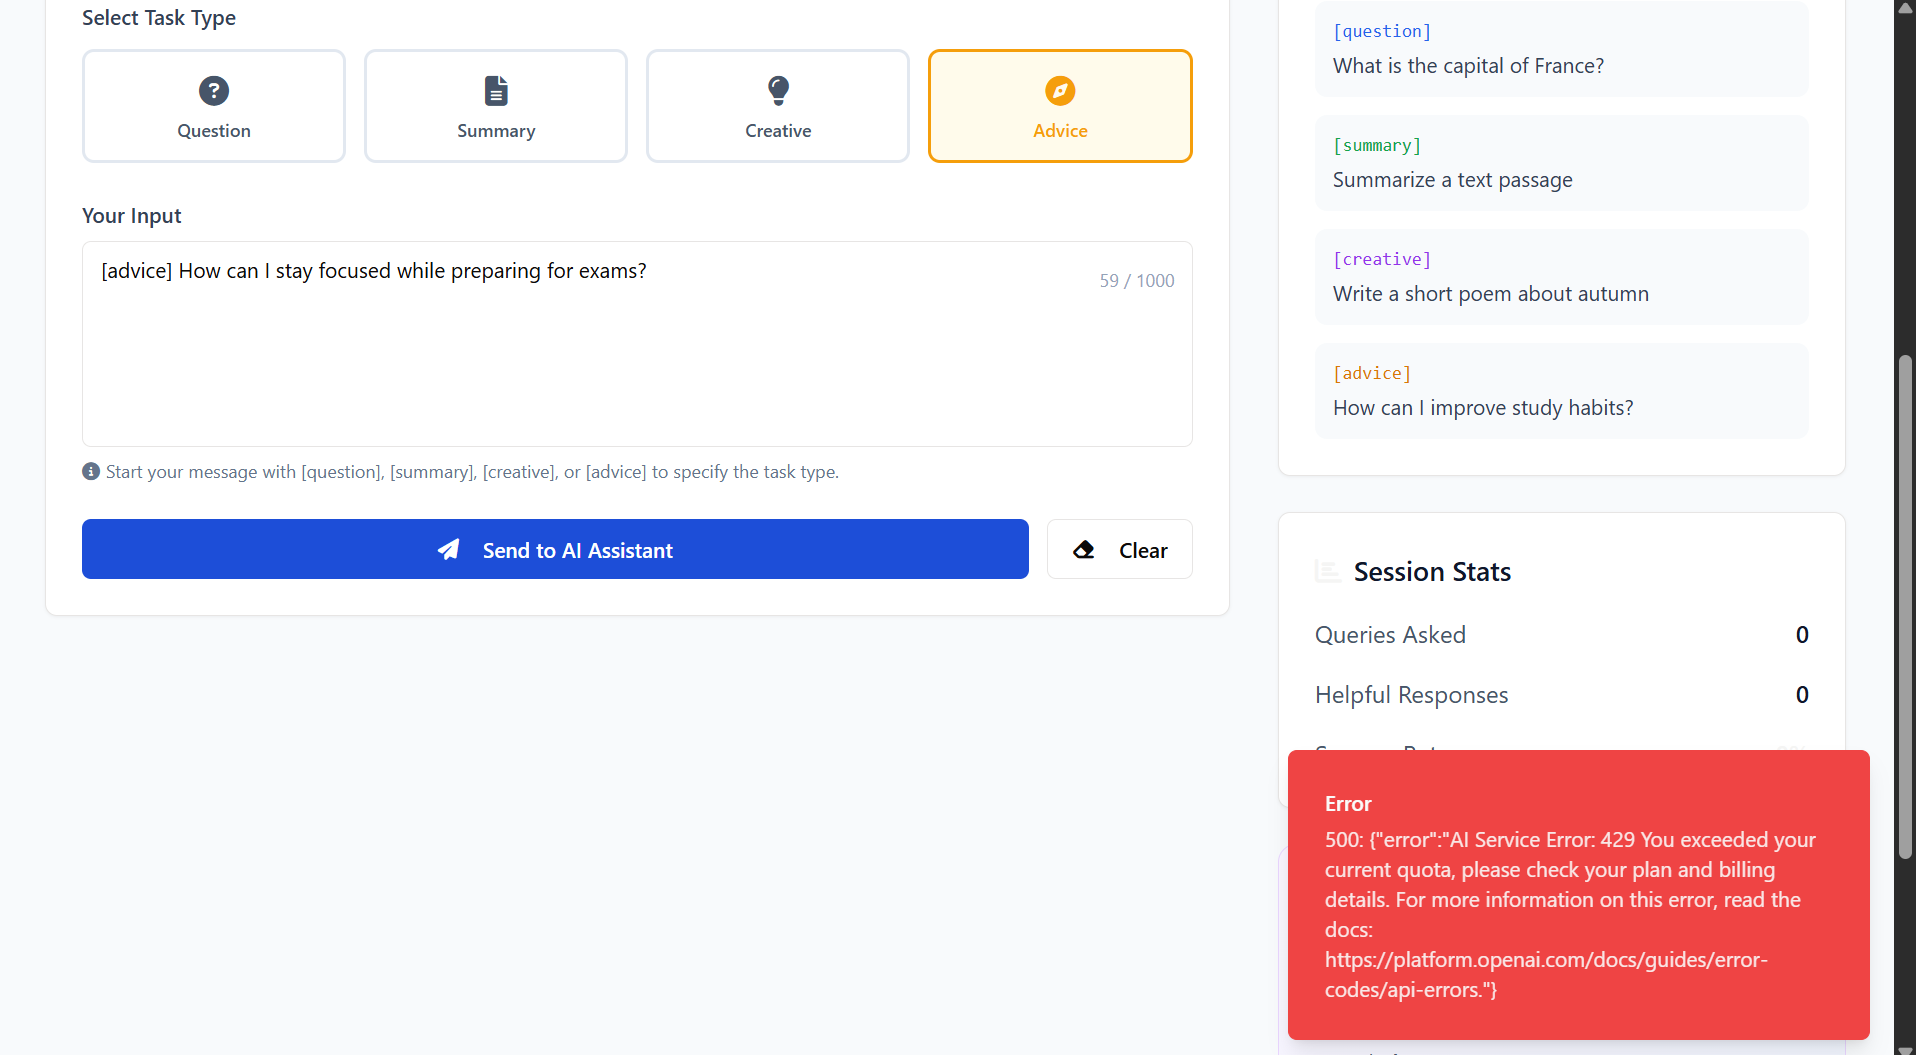 Select Task Type
Question
Summary
Creative
Advice
Your Input
[advice] How can I stay focused while preparing for exams?
59 / 1000
Start your message with [question], [summary], [creative], or [advice] to specify the task type.
Send to AI Assistant
Clear
[question]
What is the capital of France?
[summary]
Summarize a text passage
[creative]
Write a short poem about autumn
[advice]
How can I improve study habits?
Session Stats
Queries Asked
0
Helpful Responses
0
Error
500: {"error":"AI Service Error: 429 You exceeded your
current quota, please check your plan and billing
details. For more information on this error, read the
docs:
https://platform.openai.com/docs/guides/error-
codes/api-errors."}